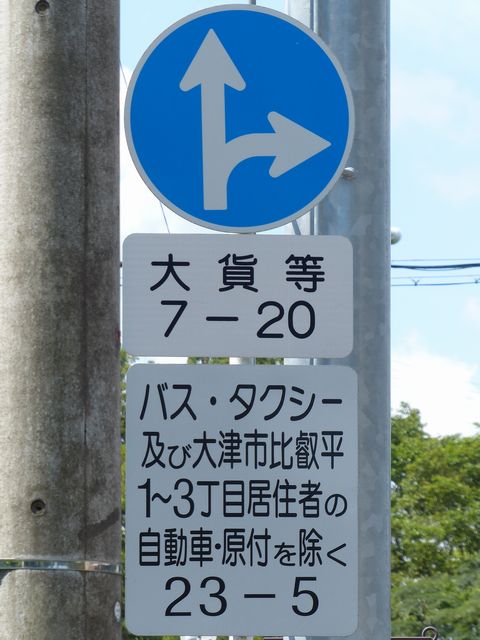 大貨等
7－20
バス・タクシー
及び大津市比叡平
1～3丁目居住者の
自動車・原付を除く
23－5